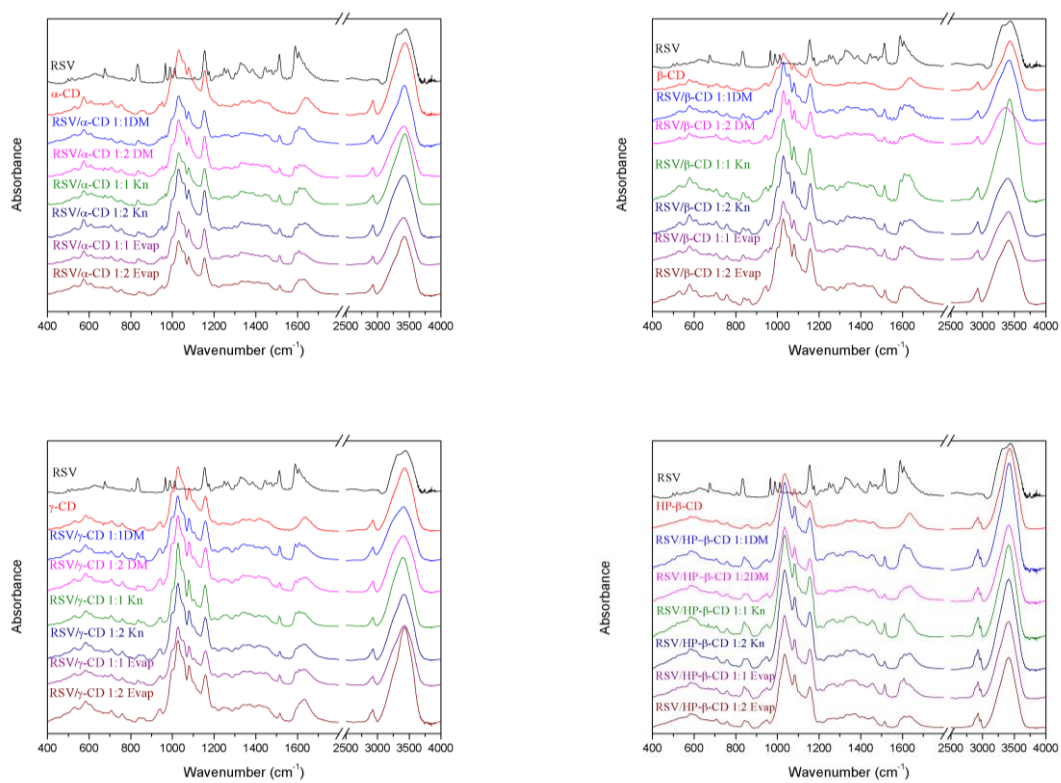 RSV
α-CD
RSV/α-CD 1:1DM
RSV/α-CD 1:2 DM
RSV/α-CD 1:1 Kn
RSV/α-CD 1:2 Kn
RSV/α-CD 1:1 Evap
RSV/α-CD 1:2 Evap
Absorbance
400 600 800 1000 1200 1400 1600 2500 3000 3500 4000
Wavenumber (cm⁻¹)
RSV
β-CD
RSV/β-CD 1:1DM
RSV/β-CD 1:2 DM
RSV/β-CD 1:1 Kn
RSV/β-CD 1:2 Kn
RSV/β-CD 1:1 Evap
RSV/β-CD 1:2 Evap
Absorbance
400 600 800 1000 1200 1400 1600 2500 3000 3500 4000
Wavenumber (cm⁻¹)
RSV
γ-CD
RSV/γ-CD 1:1DM
RSV/γ-CD 1:2 DM
RSV/γ-CD 1:1 Kn
RSV/γ-CD 1:2 Kn
RSV/γ-CD 1:1 Evap
RSV/γ-CD 1:2 Evap
Absorbance
400 600 800 1000 1200 1400 1600 2500 3000 3500 4000
Wavenumber (cm⁻¹)
RSV
HP-β-CD
RSV/HP-β-CD 1:1DM
RSV/HP-β-CD 1:2DM
RSV/HP-β-CD 1:1 Kn
RSV/HP-β-CD 1:2 Kn
RSV/HP-β-CD 1:1 Evap
RSV/HP-β-CD 1:2 Evap
Absorbance
400 600 800 1000 1200 1400 1600 2500 3000 3500 4000
Wavenumber (cm⁻¹)